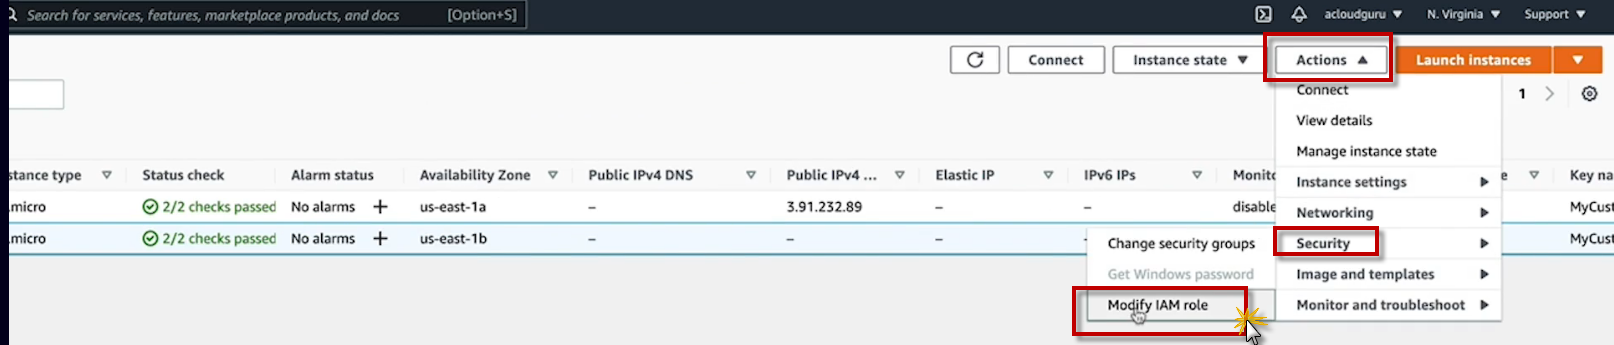 Search for services, features, marketplace products, and docs [Option+S] acloudguru N. Virginia Support
Connect Instance state Actions Launch instances
Connect 1
View details
Manage instance state
stance type Status check Alarm status Availability Zone Public IPv4 DNS Public IPv4 ... Elastic IP IPv6 IPs Monito Instance settings e Key na
.micro 2/2 checks passed No alarms + us-east-1a – 3.91.232.89 – – disable Networking MyCust
.micro 2/2 checks passed No alarms + us-east-1b – – – - Security MyCust
Change security groups
Get Windows password Image and templates
Modify IAM role Monitor and troubleshoot